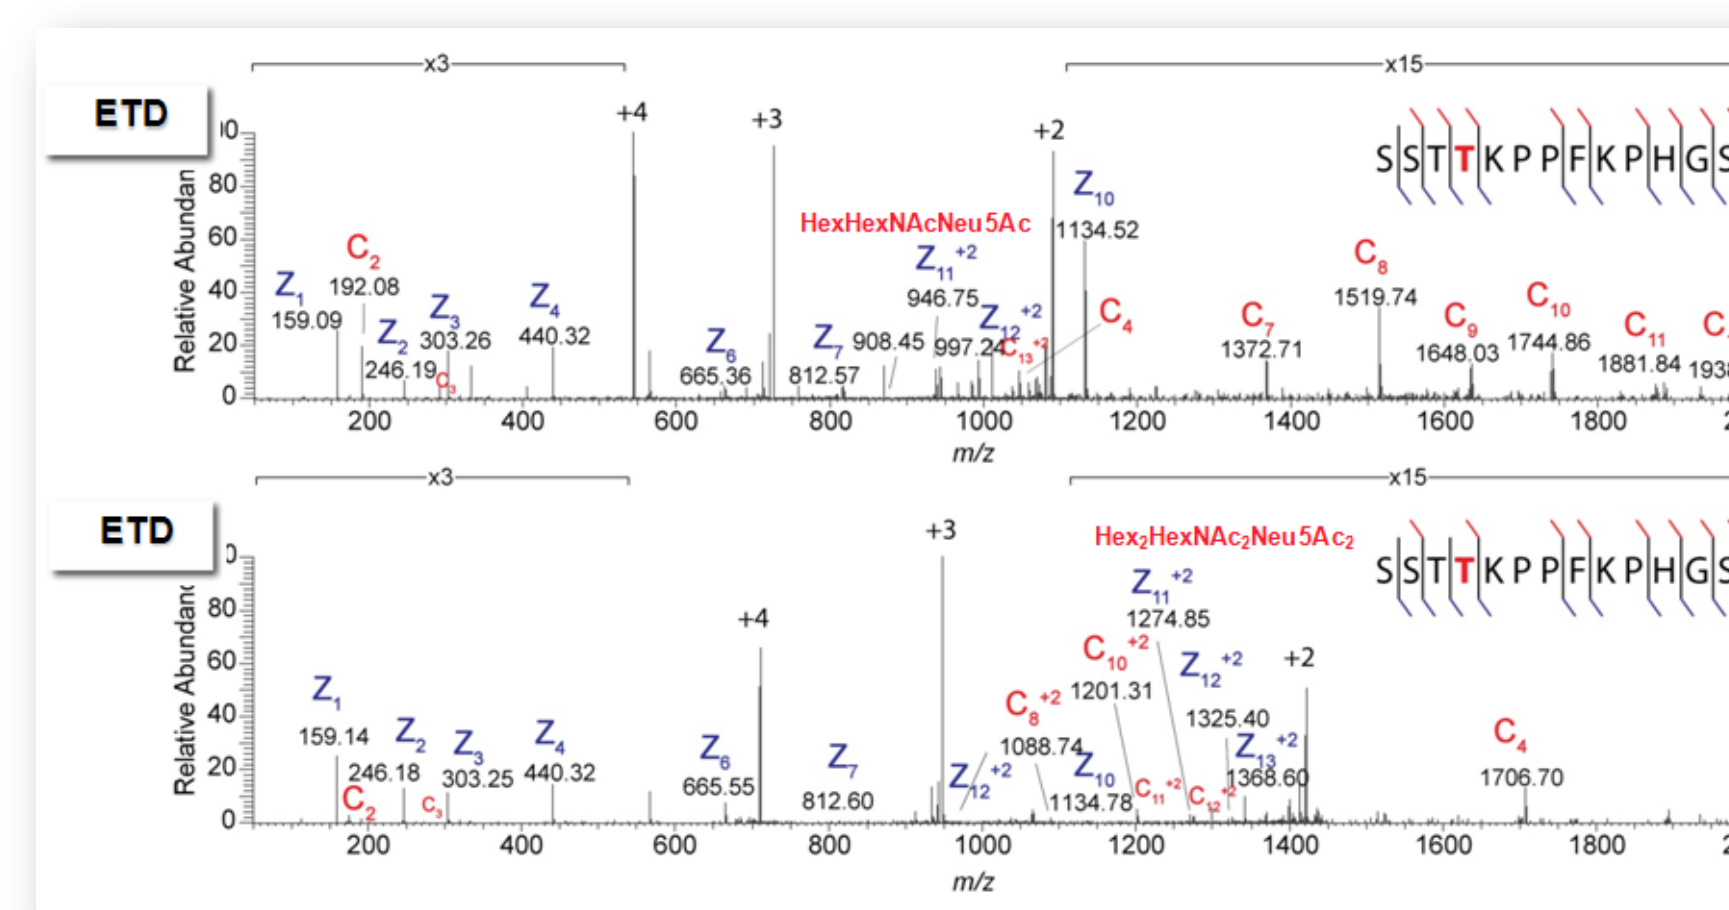 x3
x15
ETD
+4
+3
+2
SSTTKPPFKPHGS
Z10
1134.52
HexHexNAcNeu5Ac
Z11+2
946.75
C2
192.08
Z1
159.09
Z2
246.19
Z3
303.26
C3
Z4
440.32
Z6
665.36
Z7
812.57
908.45
997.24
Z12+2
C13+2
C4
C7
1372.71
C8
1519.74
C9
1648.03
C10
1744.86
C11
1881.84
C
1938
Relative Abundan
80
60
40
20
0
200 400 600 800 1000 1200 1400 1600 1800 2
m/z
x3
x15
ETD
+3
+4
+2
Hex2HexNAc2Neu5Ac2
SSTTKPPFKPHGS
Z11+2
1274.85
C10+2
1201.31
Z12+2
1325.40
Z13+2
1368.60
C8+2
1088.74
Z12+2
Z10
1134.78
C11+2
C12+2
C4
1706.70
Z1
159.14
C2
Z2
246.18
C3
Z3
303.25
Z4
440.32
Z6
665.55
Z7
812.60
Relative Abundanc
80
60
40
20
0
200 400 600 800 1000 1200 1400 1600 1800 2
m/z